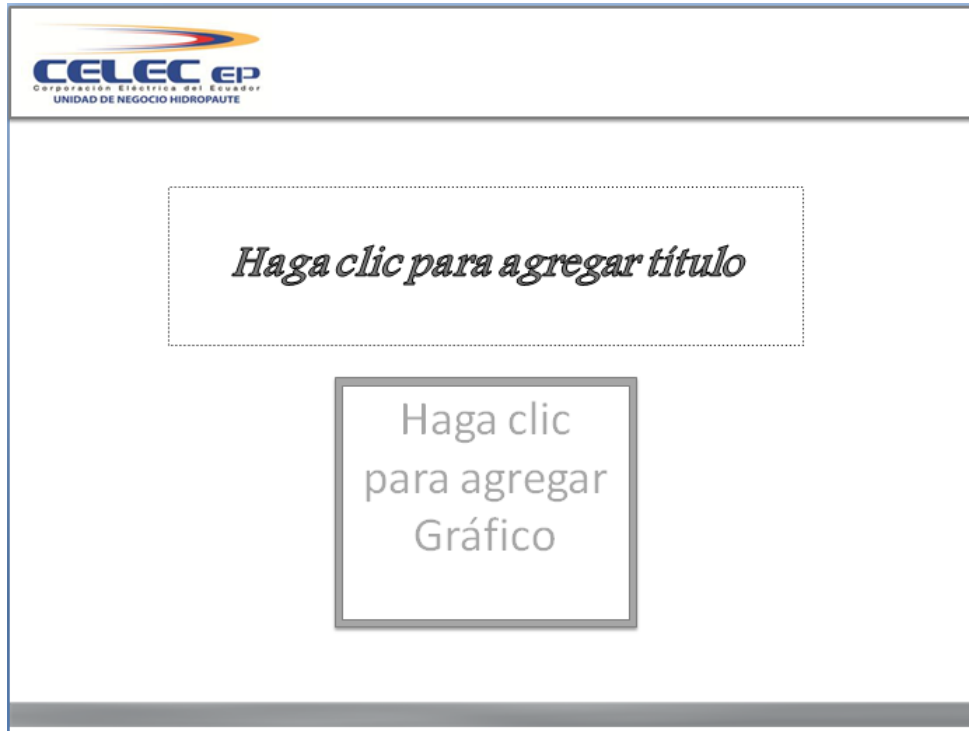 CELEC EP
Corporación Eléctrica del Ecuador
UNIDAD DE NEGOCIO HIDROPAUTE
Haga clic para agregar título
Haga clic
para agregar
Gráfico